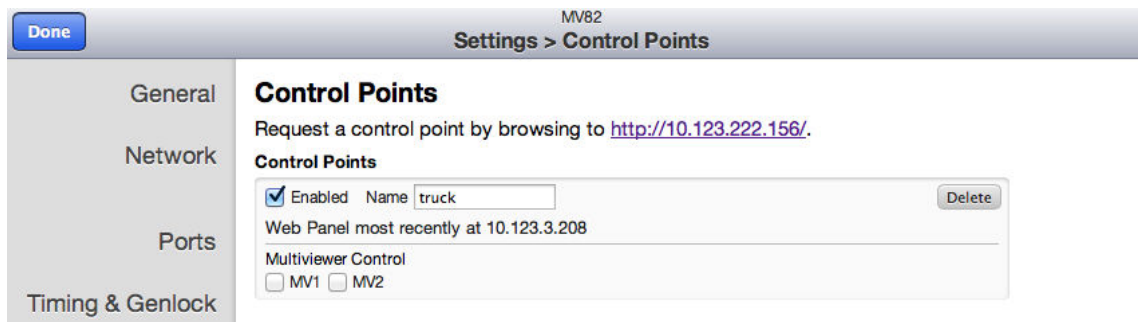 MV82
Done
Settings > Control Points
General
Network
Ports
Timing & Genlock
Control Points
Request a control point by browsing to http://10.123.222.156/.
Control Points
Enabled Name truck Delete
Web Panel most recently at 10.123.3.208
Multiviewer Control
MV1 MV2